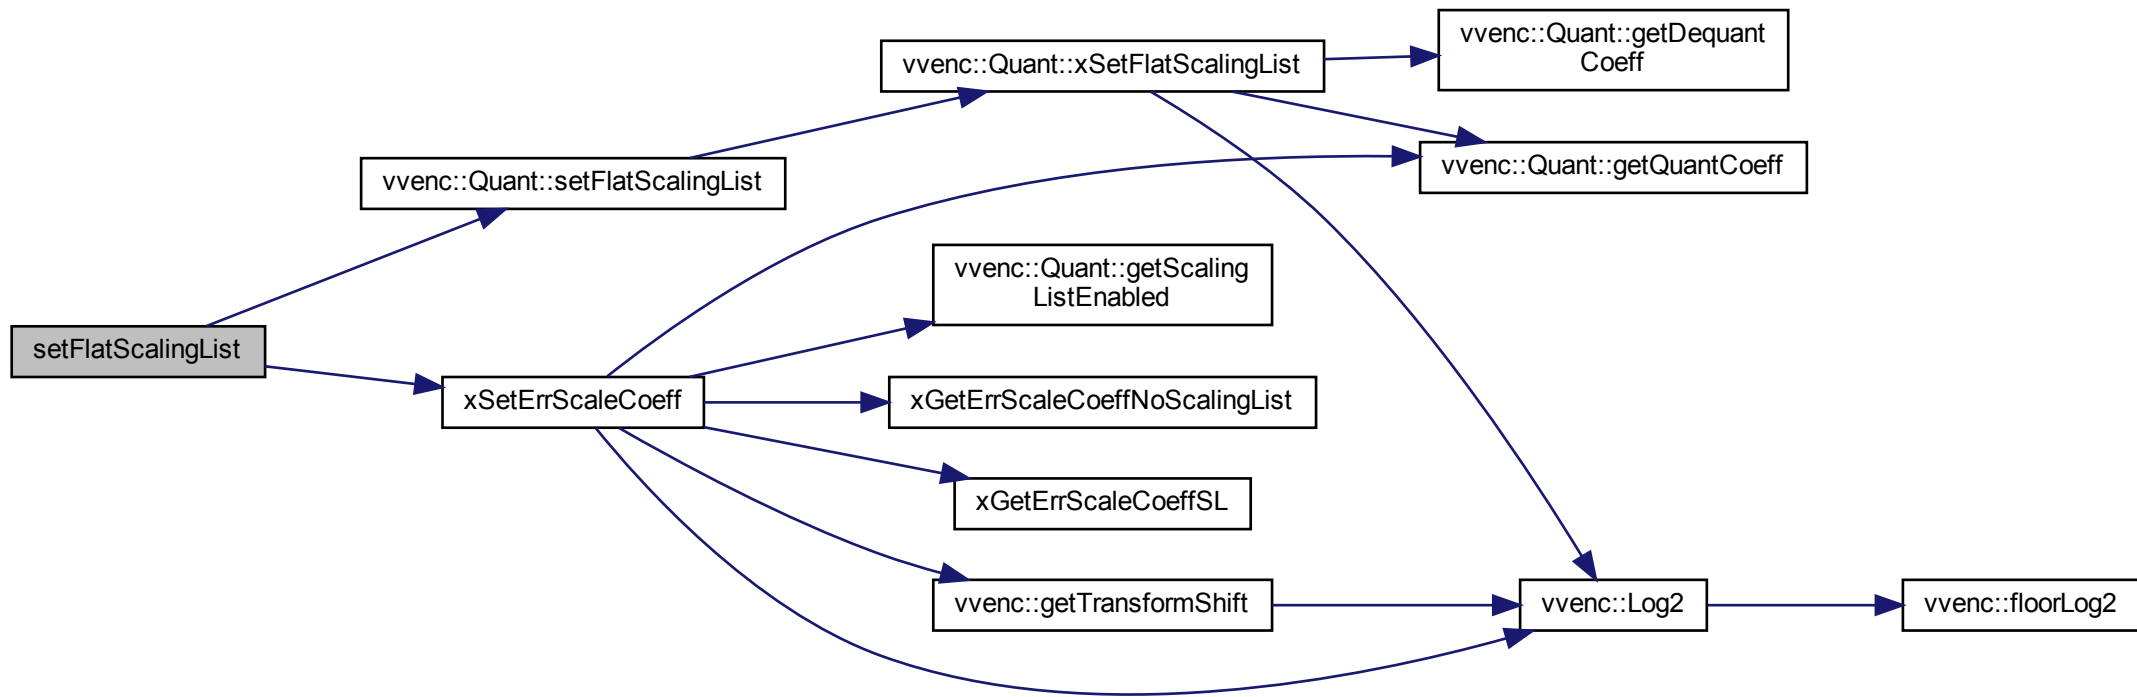 vvenc::Quant::getDequant
Coeff
vvenc::Quant::xSetFlatScalingList
vvenc::Quant::getQuantCoeff
vvenc::Quant::setFlatScalingList
vvenc::Quant::getScaling
ListEnabled
setFlatScalingList
xSetErrScaleCoeff
xGetErrScaleCoeffNoScalingList
xGetErrScaleCoeffSL
vvenc::getTransformShift
vvenc::Log2
vvenc::floorLog2